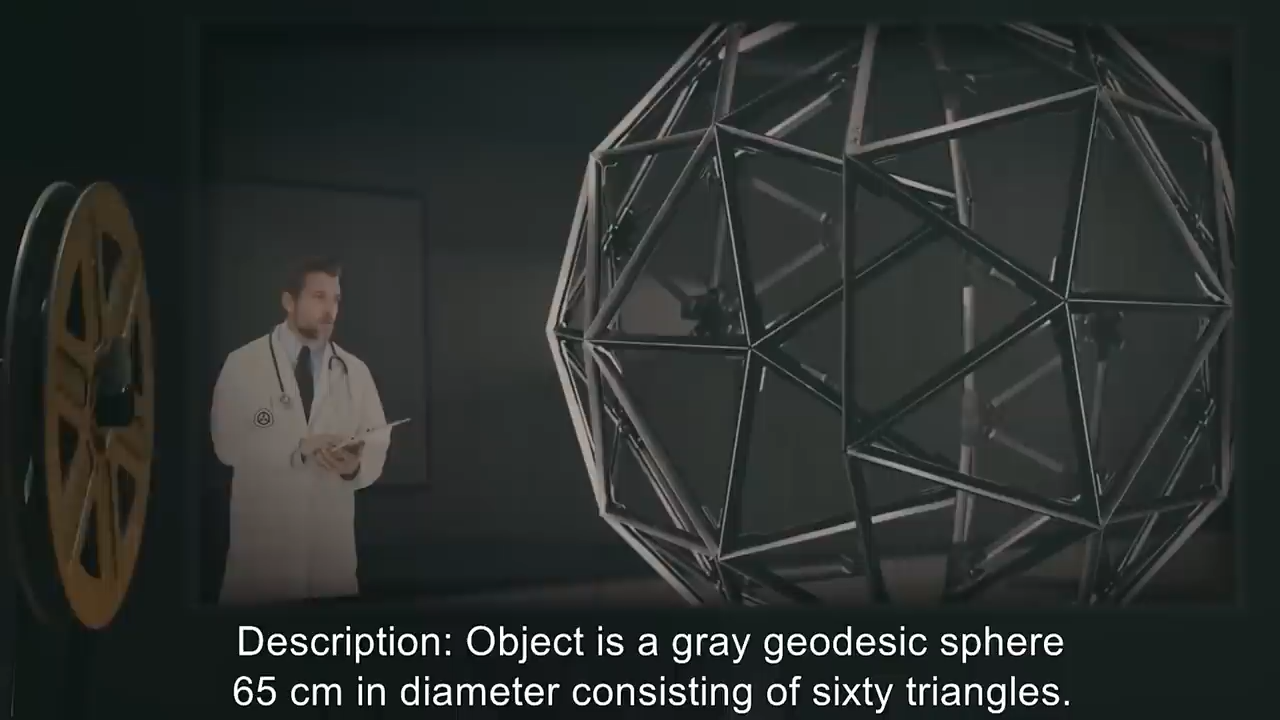 Description: Object is a gray geodesic sphere
65 cm in diameter consisting of sixty triangles.